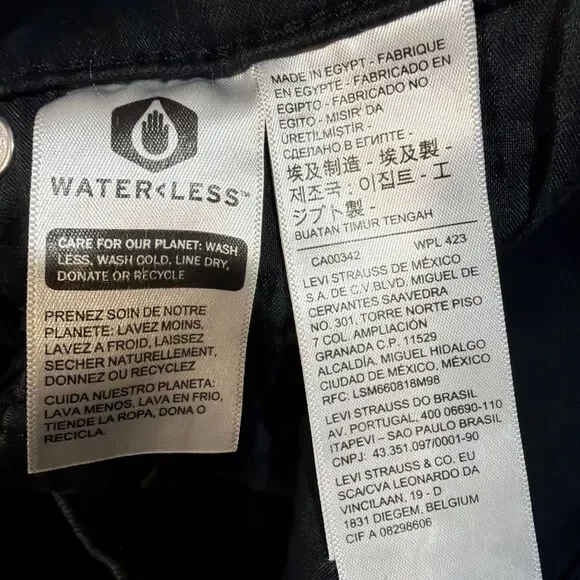 WATER<LESS™
CARE FOR OUR PLANET: WASH
LESS, WASH COLD, LINE DRY,
DONATE OR RECYCLE
PRENEZ SOIN DE NOTRE
PLANETE: LAVEZ MOINS,
LAVEZ A FROID, LAISSEZ
SECHER NATURELLEMENT,
DONNEZ OU RECYCLEZ
CUIDA NUESTRO PLANETA:
LAVA MENOS, LAVA EN FRIO,
TIENDE LA ROPA, DONA O
RECICLA.
MADE IN EGYPT - FABRIQUE
EN EGYPTE - FABRICADO EN
EGIPTO - FABRICADO NO
EGITO - MISIR' DA
ÜRETILMISTIR -
СДЕЛАНО В ЕГИПТЕ -
埃及制造 - 埃及製 -
제조국 : 이집트 - エ
ジプト製 -
BUATAN TIMUR TENGAH
CA00342 WPL 423
LEVI STRAUSS DE MÉXICO
S.A. DE C.V BLVD. MIGUEL DE
CERVANTES SAAVEDRA
NO. 301, TORRE NORTE PISO
7 COL. AMPLIACIÓN
GRANADA C.P. 11529
ALCALDÍA. MIGUEL HIDALGO
CIUDAD DE MÉXICO, MÉXICO
RFC: LSM660818M98
LEVI STRAUSS DO BRASIL
AV. PORTUGAL, 400 06690-110
ITAPEVI – SAO PAULO BRASIL
CNPJ: 43.351.097/0001-90
LEVI STRAUSS & CO. EU
SCA/CVA LEONARDO DA
VINCILAAN, 19 - D
1831 DIEGEM, BELGIUM
CIF A 08298606